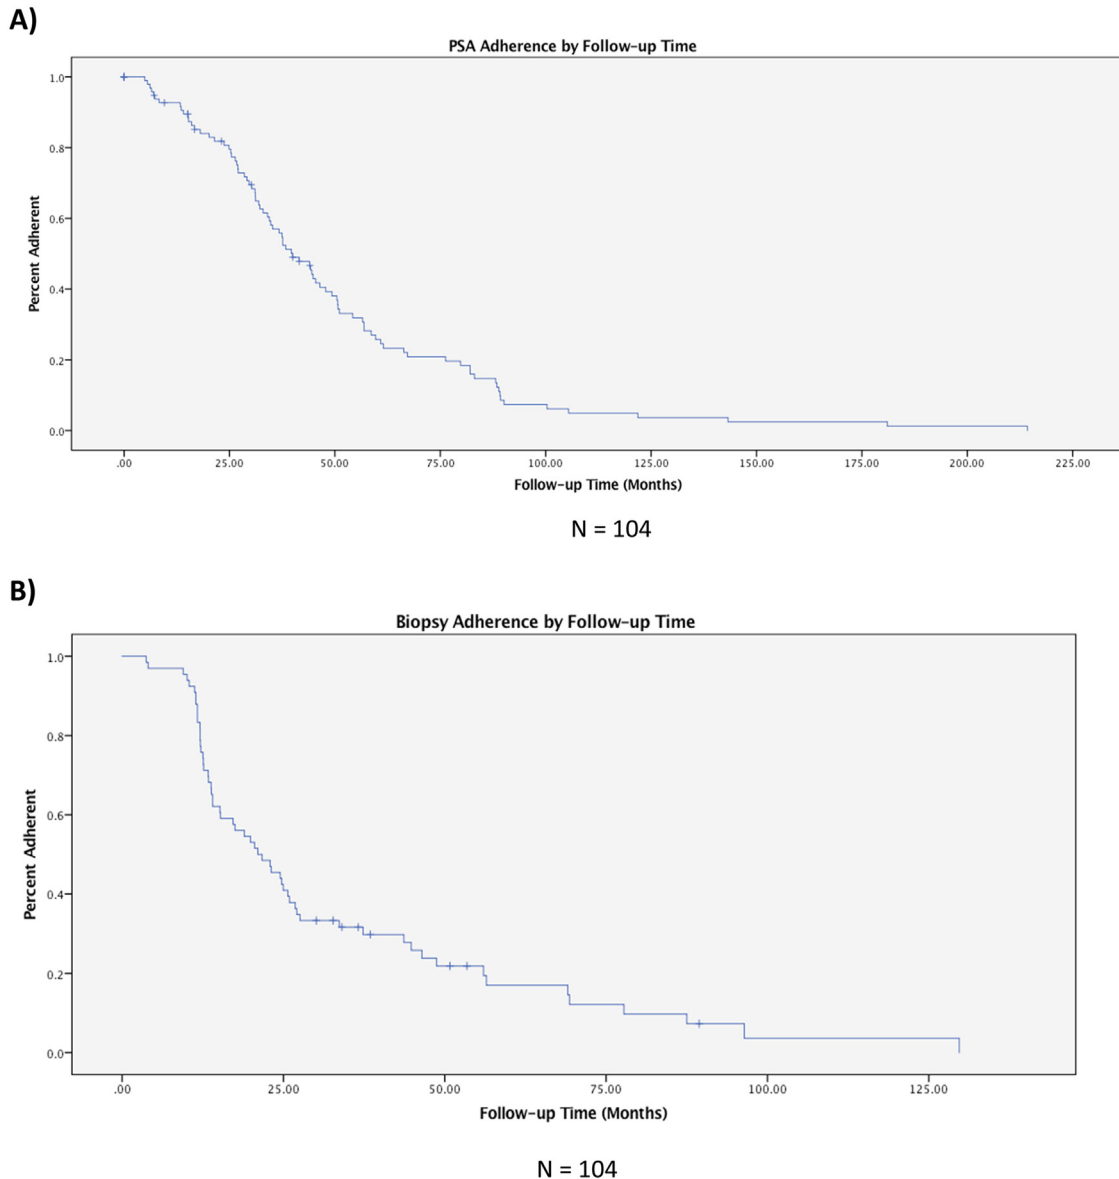 A)
PSA Adherence by Follow-up Time
Percent Adherent
1.0
0.8
0.6
0.4
0.2
0.0
.00 25.00 50.00 75.00 100.00 125.00 150.00 175.00 200.00 225.00
Follow-up Time (Months)
N = 104
B)
Biopsy Adherence by Follow-up Time
Percent Adherent
1.0
0.8
0.6
0.4
0.2
0.0
.00 25.00 50.00 75.00 100.00 125.00
Follow-up Time (Months)
N = 104